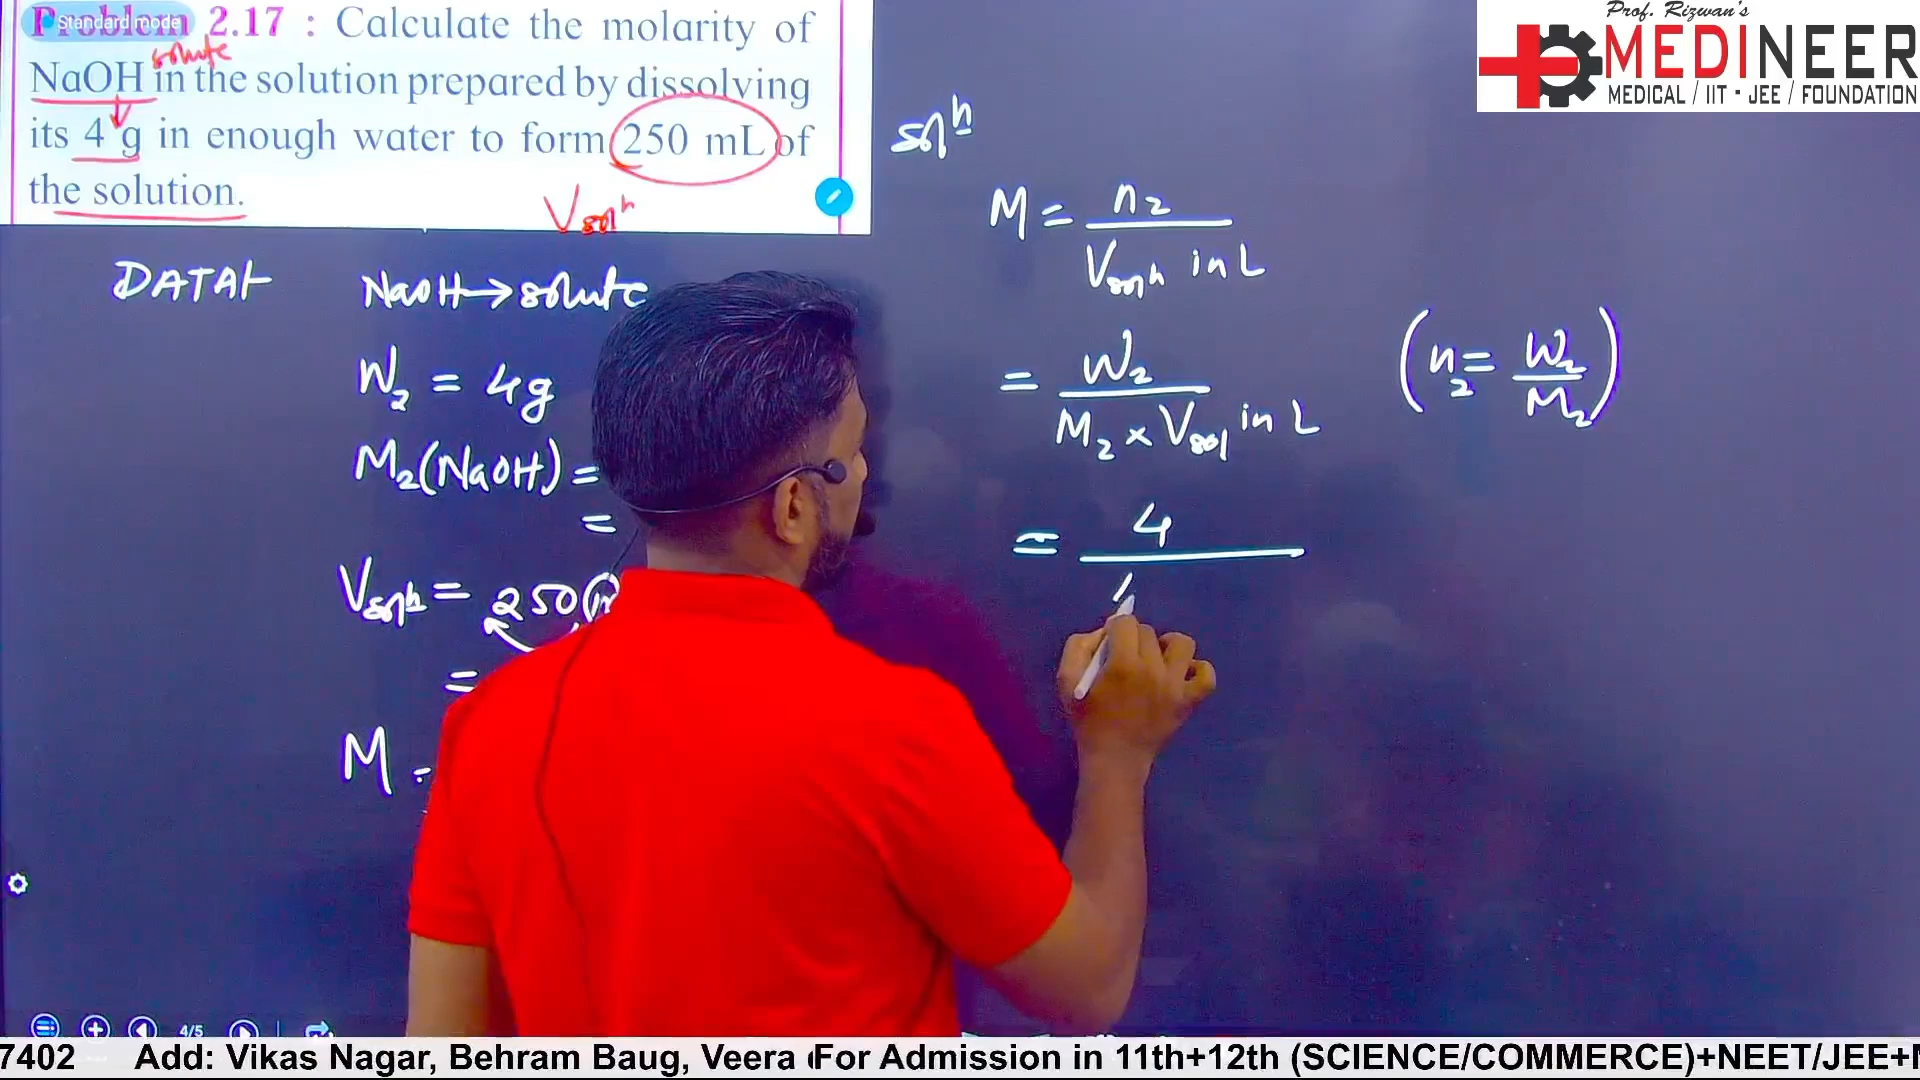 Standard mode
Problem 2.17 : Calculate the molarity of
solute
NaOH in the solution prepared by dissolving
its 4 g in enough water to form 250 mL of
the solution.
Vsolⁿ
Prof. Rizwan's
MEDINEER
MEDICAL / IIT - JEE / FOUNDATION
DATA
NaOH → solute
W₂ = 4g
M₂(NaOH) =
=
Vsolⁿ = 250
=
M =
solⁿ
M = n₂ / Vsolⁿ in L
= W₂ / M₂ × Vsol in L
(n₂ = W₂ / M₂)
= 4
4/5
7402 Add: Vikas Nagar, Behram Baug, Veera For Admission in 11th+12th (SCIENCE/COMMERCE)+NEET/JEE+